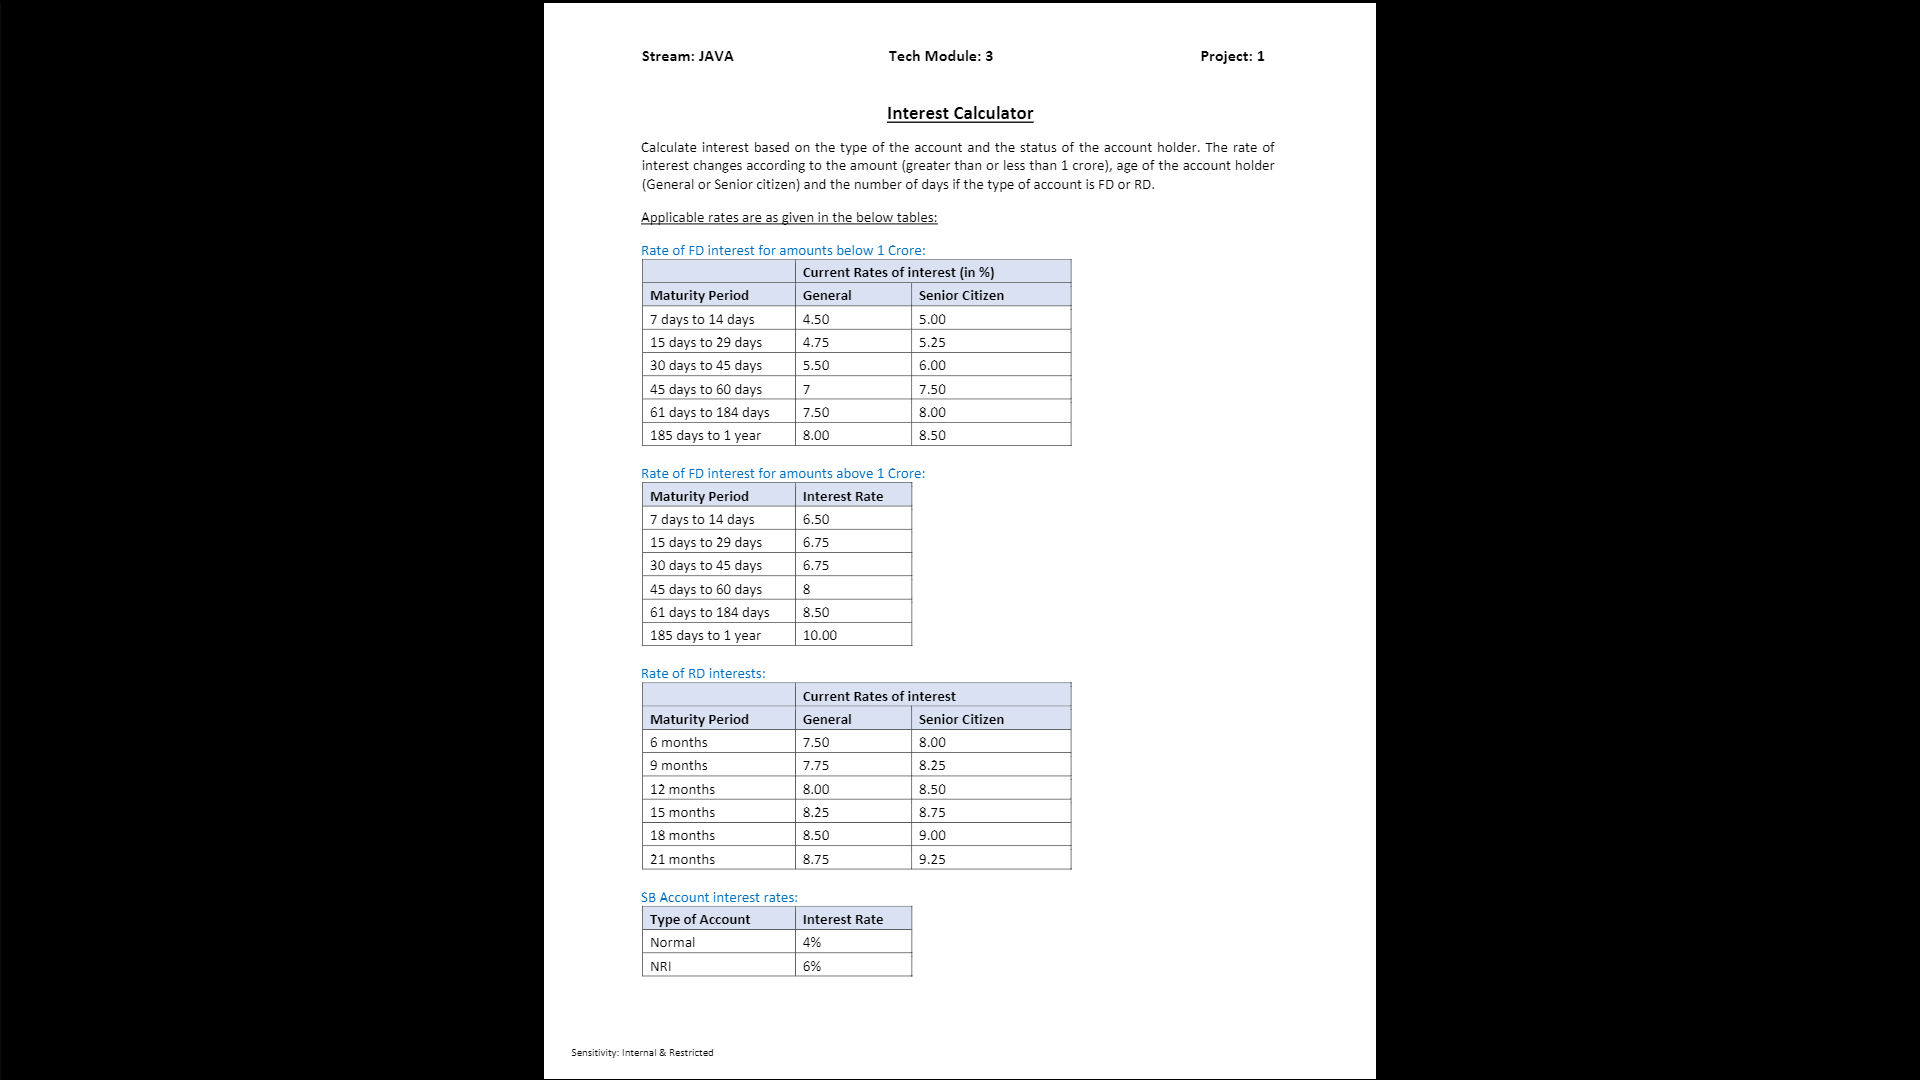 Stream: JAVA Tech Module: 3 Project: 1
Interest Calculator
Calculate interest based on the type of the account and the status of the account holder. The rate of
interest changes according to the amount (greater than or less than 1 crore), age of the account holder
(General or Senior citizen) and the number of days if the type of account is FD or RD.
Applicable rates are as given in the below tables:
Rate of FD interest for amounts below 1 Crore:
Current Rates of interest (in %)
Maturity Period General Senior Citizen
7 days to 14 days 4.50 5.00
15 days to 29 days 4.75 5.25
30 days to 45 days 5.50 6.00
45 days to 60 days 7 7.50
61 days to 184 days 7.50 8.00
185 days to 1 year 8.00 8.50
Rate of FD interest for amounts above 1 Crore:
Maturity Period Interest Rate
7 days to 14 days 6.50
15 days to 29 days 6.75
30 days to 45 days 6.75
45 days to 60 days 8
61 days to 184 days 8.50
185 days to 1 year 10.00
Rate of RD interests:
Current Rates of interest
Maturity Period General Senior Citizen
6 months 7.50 8.00
9 months 7.75 8.25
12 months 8.00 8.50
15 months 8.25 8.75
18 months 8.50 9.00
21 months 8.75 9.25
SB Account interest rates:
Type of Account Interest Rate
Normal 4%
NRI 6%
Sensitivity: Internal & Restricted